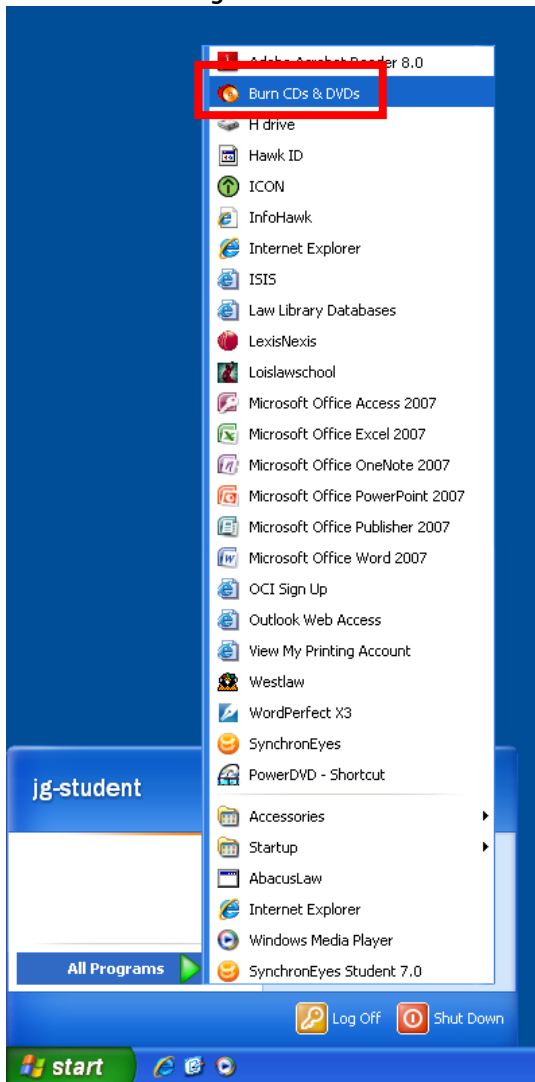 Adobe Acrobat Reader 8.0
Burn CDs & DVDs
H drive
Hawk ID
ICON
InfoHawk
Internet Explorer
ISIS
Law Library Databases
LexisNexis
Loislawschool
Microsoft Office Access 2007
Microsoft Office Excel 2007
Microsoft Office OneNote 2007
Microsoft Office PowerPoint 2007
Microsoft Office Publisher 2007
Microsoft Office Word 2007
OCI Sign Up
Outlook Web Access
View My Printing Account
Westlaw
WordPerfect X3
SynchronEyes
PowerDVD - Shortcut
jg-student
Accessories
Startup
AbacusLaw
Internet Explorer
Windows Media Player
All Programs
SynchronEyes Student 7.0
Log Off
Shut Down
start